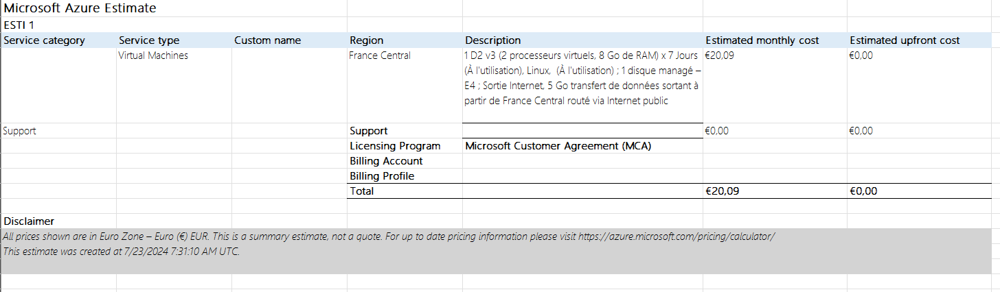 Microsoft Azure Estimate
ESTI 1
Service category Service type Custom name Region Description Estimated monthly cost Estimated upfront cost
Virtual Machines France Central 1 D2 v3 (2 processeurs virtuels, 8 Go de RAM) x 7 Jours €20,09 €0,00
(À l'utilisation), Linux, (À l'utilisation) ; 1 disque managé –
E4 ; Sortie Internet, 5 Go transfert de données sortant à
partir de France Central routé via Internet public
Support Support €0,00 €0,00
Licensing Program Microsoft Customer Agreement (MCA)
Billing Account
Billing Profile
Total €20,09 €0,00
Disclaimer
All prices shown are in Euro Zone – Euro (€) EUR. This is a summary estimate, not a quote. For up to date pricing information please visit https://azure.microsoft.com/pricing/calculator/
This estimate was created at 7/23/2024 7:31:10 AM UTC.